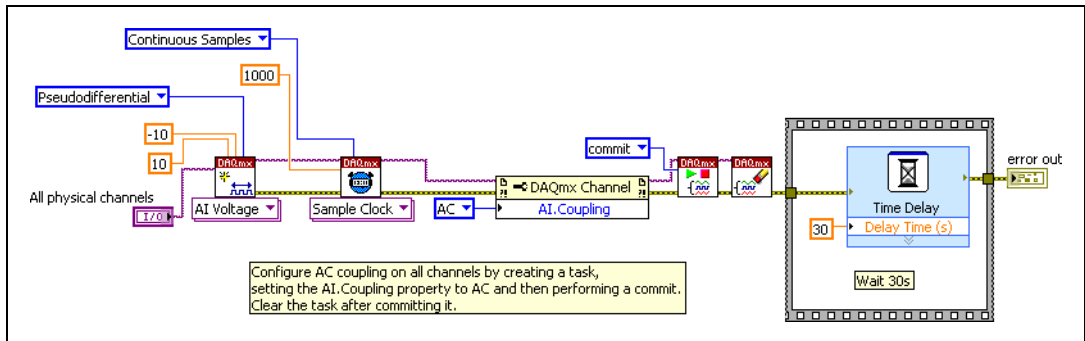 Continuous Samples
1000
Pseudodifferential
-10
10
commit
DAQmx
DAQmx
DAQmx
DAQmx
error out
All physical channels
I/O
AI Voltage
Sample Clock
DAQmx Channel
AC
AI.Coupling
Time Delay
30
Delay Time (s)
Configure AC coupling on all channels by creating a task,
setting the AI.Coupling property to AC and then performing a commit.
Clear the task after committing it.
Wait 30s